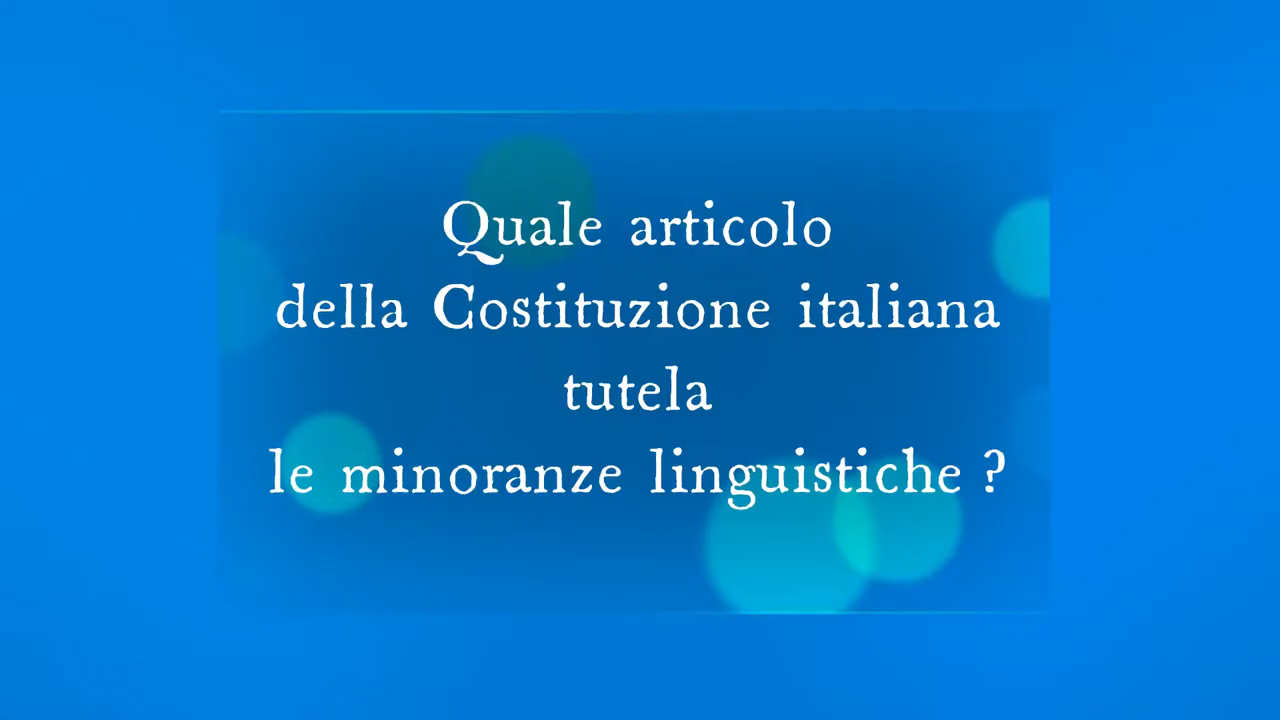 Quale articolo
della Costituzione italiana
tutela
le minoranze linguistiche ?